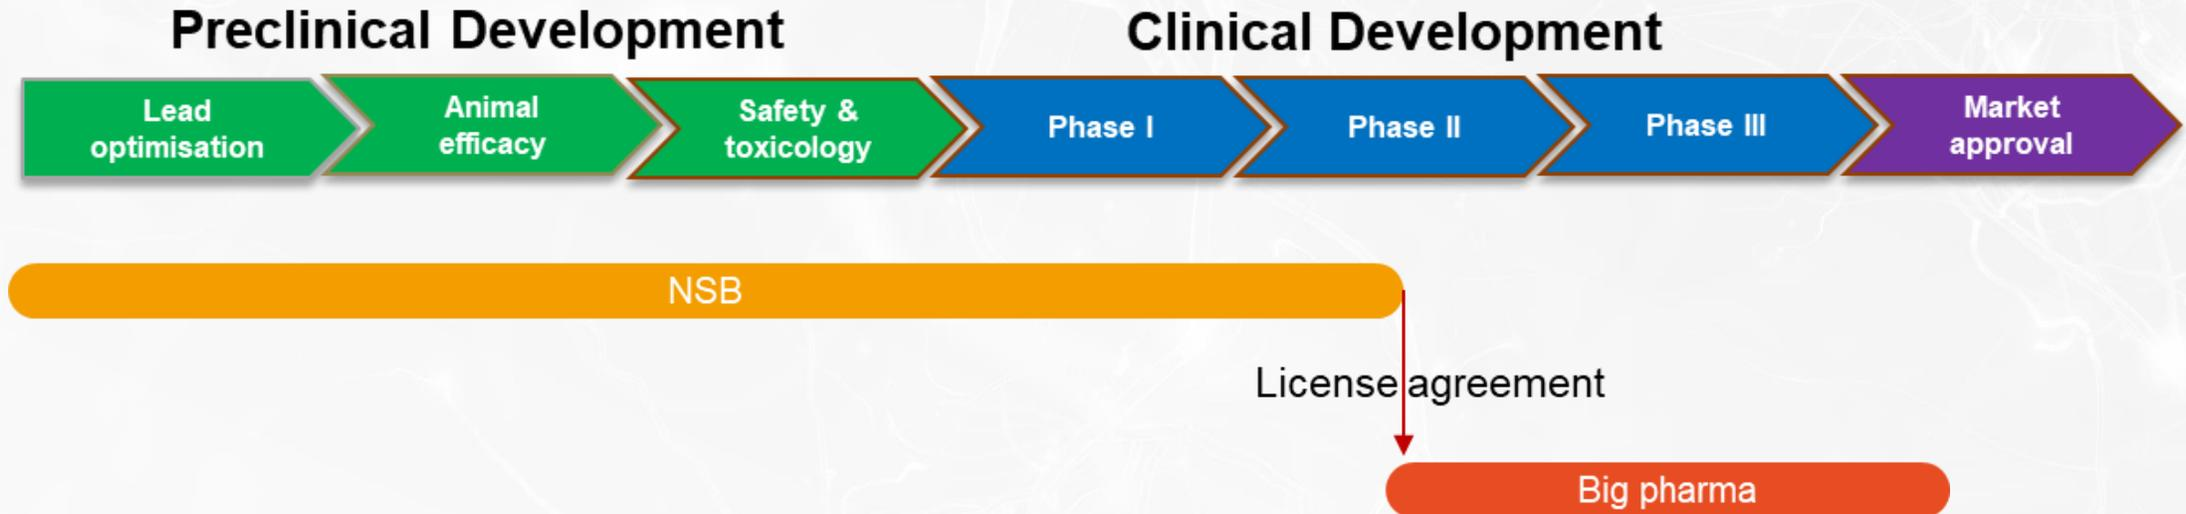 Preclinical Development
Clinical Development
Lead
optimisation
Animal
efficacy
Safety &
toxicology
Phase I
Phase II
Phase III
Market
approval
NSB
License agreement
Big pharma